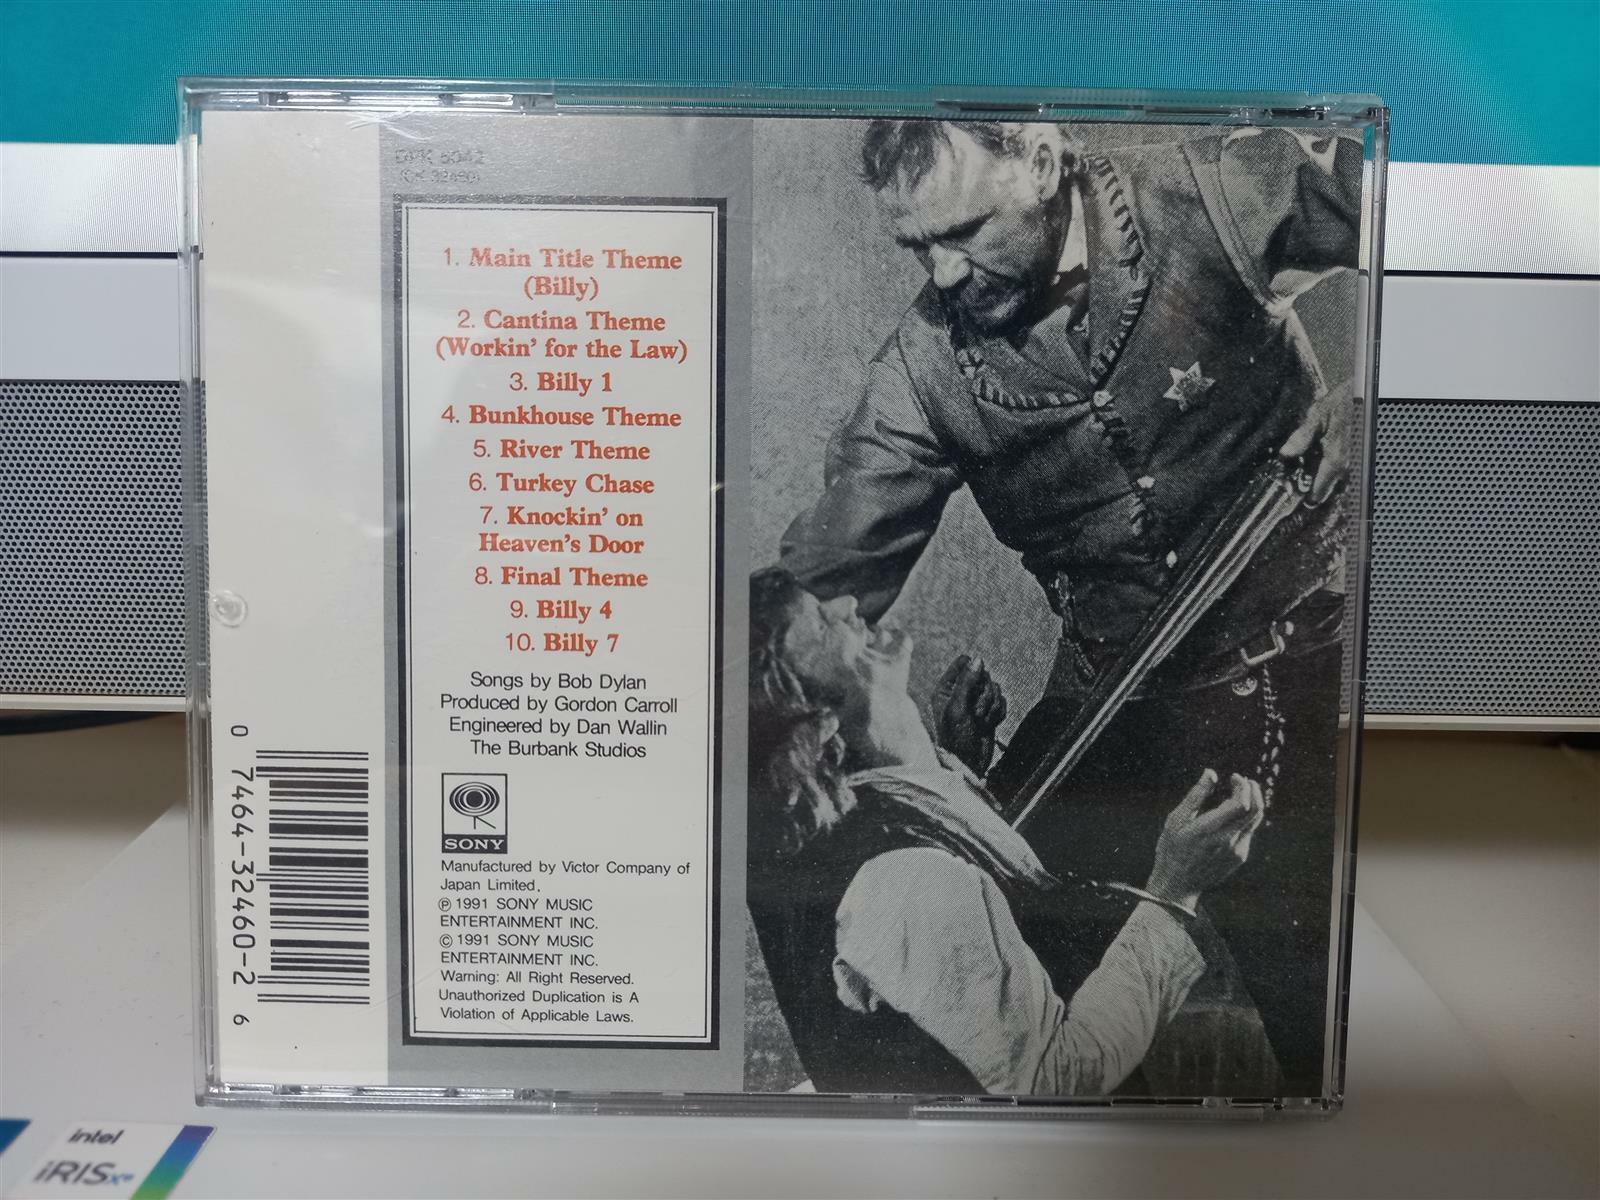 (CK 32460)
1. Main Title Theme
(Billy)
2. Cantina Theme
(Workin' for the Law)
3. Billy 1
4. Bunkhouse Theme
5. River Theme
6. Turkey Chase
7. Knockin' on
Heaven's Door
8. Final Theme
9. Billy 4
10. Billy 7
Songs by Bob Dylan
Produced by Gordon Carroll
Engineered by Dan Wallin
The Burbank Studios
SONY
Manufactured by Victor Company of
Japan Limited.
℗ 1991 SONY MUSIC
ENTERTAINMENT INC.
© 1991 SONY MUSIC
ENTERTAINMENT INC.
Warning: All Right Reserved.
Unauthorized Duplication is A
Violation of Applicable Laws.
0 7464-32460-2 6
intel
iRISxe